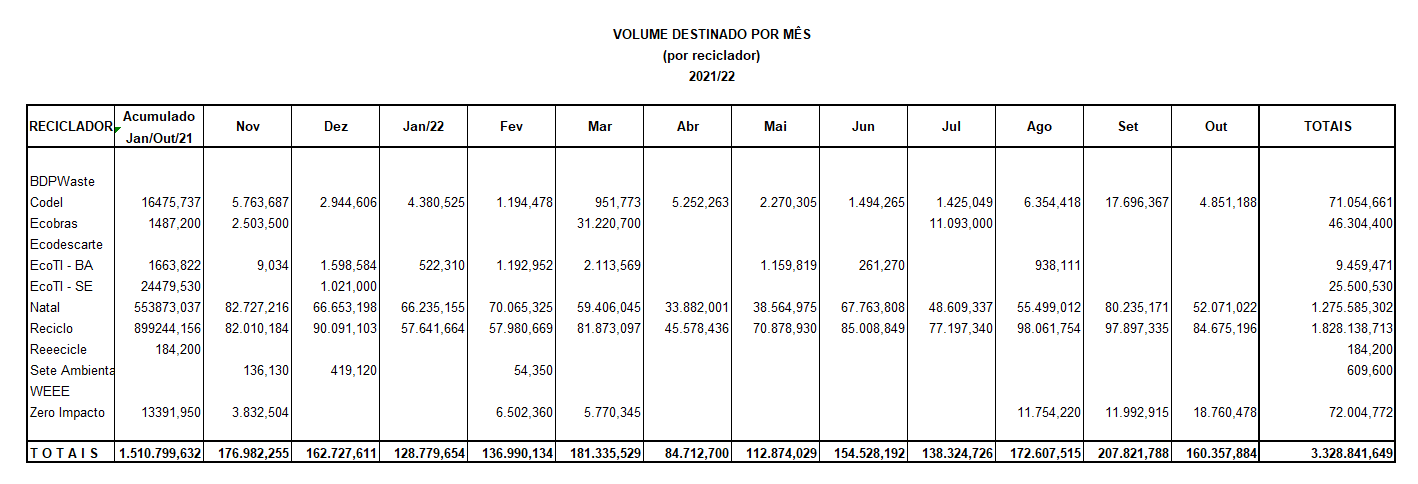 VOLUME DESTINADO POR MÊS
(por reciclador)
2021/22
RECICLADOR Acumulado Jan/Out/21 Nov Dez Jan/22 Fev Mar Abr Mai Jun Jul Ago Set Out TOTAIS
BDPWaste
Codel 16475,737 5.763,687 2.944,606 4.380,525 1.194,478 951,773 5.252,263 2.270,305 1.494,265 1.425,049 6.354,418 17.696,367 4.851,188 71.054,661
Ecobras 1487,200 2.503,500 31.220,700 11.093,000 46.304,400
Ecodescarte
EcoTI - BA 1663,822 9,034 1.598,584 522,310 1.192,952 2.113,569 1.159,819 261,270 938,111 9.459,471
EcoTI - SE 24479,530 1.021,000 25.500,530
Natal 553873,037 82.727,216 66.653,198 66.235,155 70.065,325 59.406,045 33.882,001 38.564,975 67.763,808 48.609,337 55.499,012 80.235,171 52.071,022 1.275.585,302
Reciclo 899244,156 82.010,184 90.091,103 57.641,664 57.980,669 81.873,097 45.578,436 70.878,930 85.008,849 77.197,340 98.061,754 97.897,335 84.675,196 1.828.138,713
Reeecicle 184,200 184,200
Sete Ambienta 136,130 419,120 54,350 609,600
WEEE
Zero Impacto 13391,950 3.832,504 6.502,360 5.770,345 11.754,220 11.992,915 18.760,478 72.004,772
T O T A I S 1.510.799,632 176.982,255 162.727,611 128.779,654 136.990,134 181.335,529 84.712,700 112.874,029 154.528,192 138.324,726 172.607,515 207.821,788 160.357,884 3.328.841,649